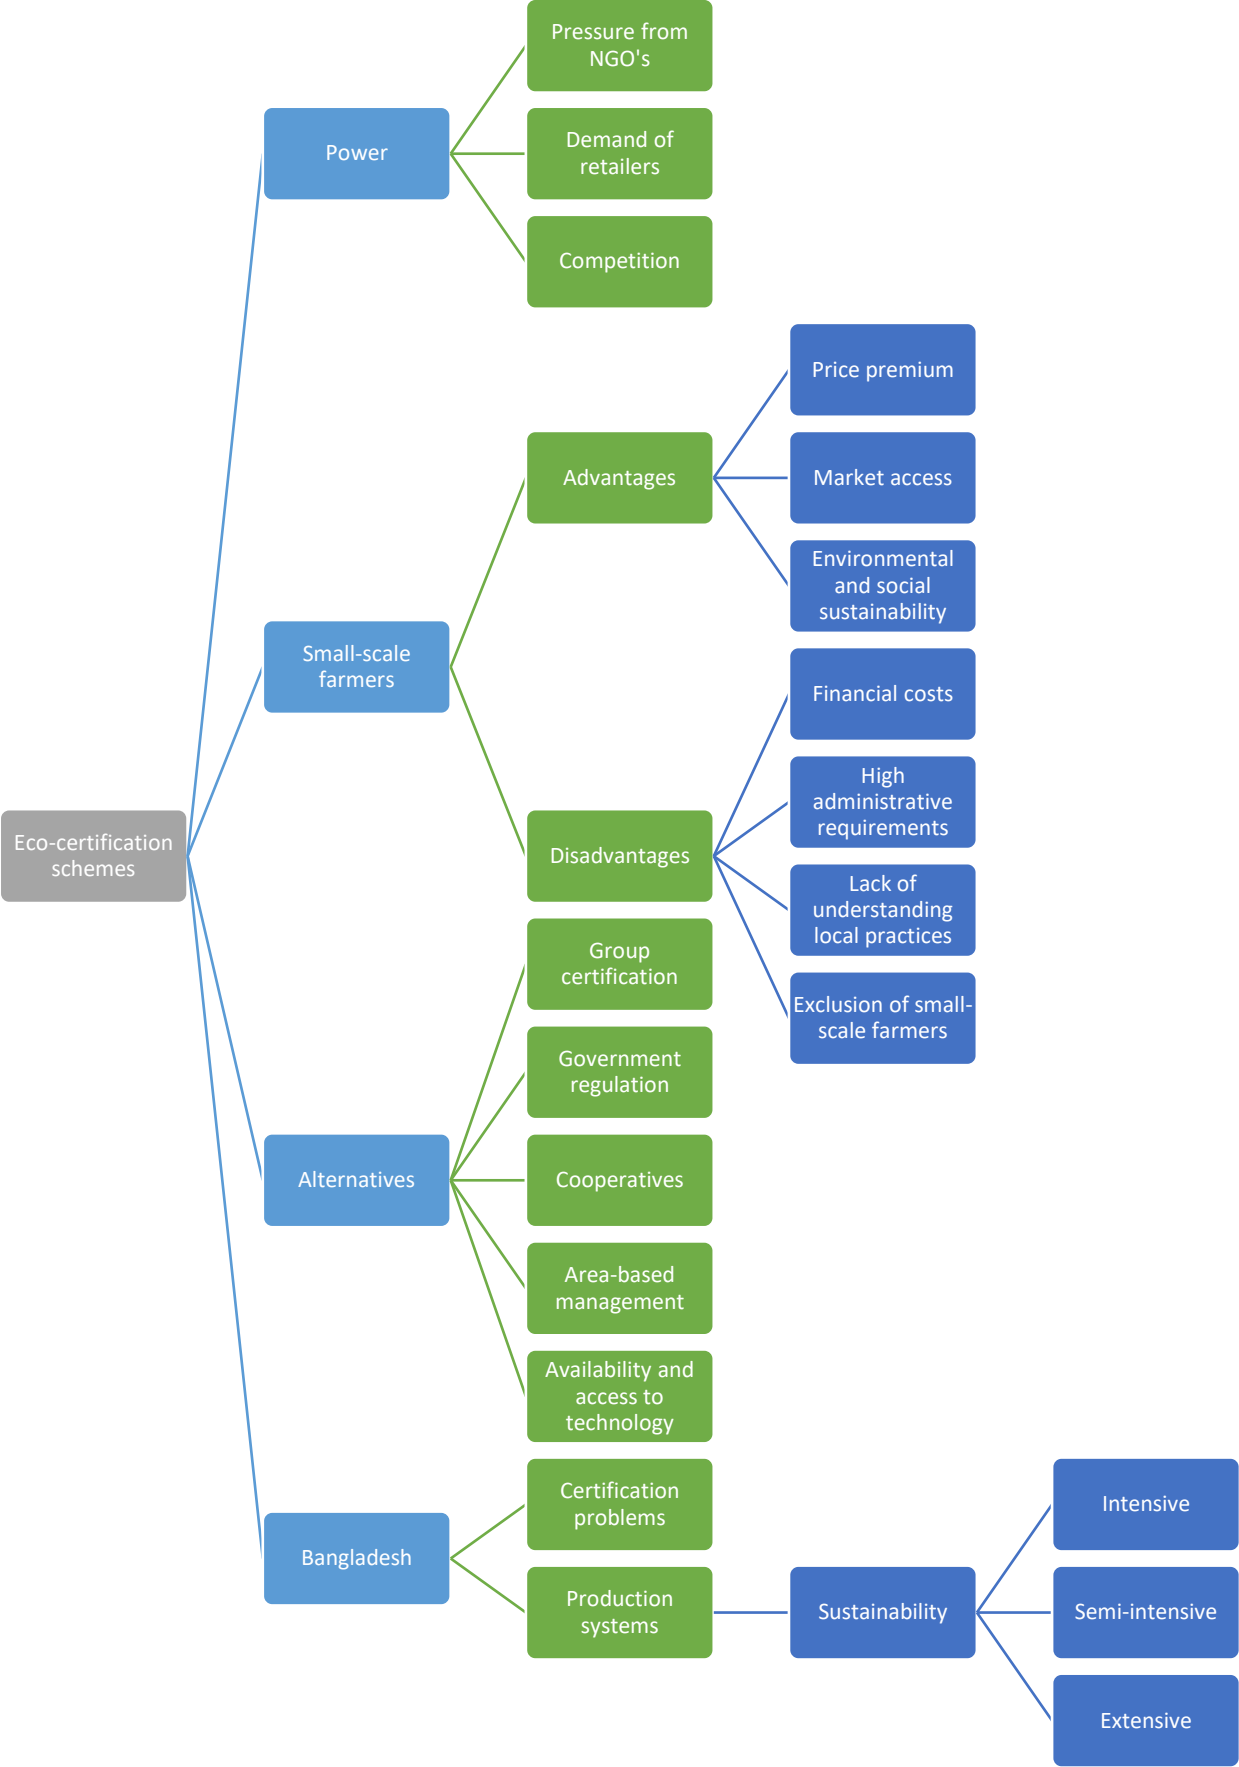 Pressure from
NGO's
Power
Demand of
retailers
Competition
Price premium
Advantages
Market access
Environmental
and social
sustainability
Small-scale
farmers
Financial costs
High
administrative
requirements
Eco-certification
schemes
Disadvantages
Lack of
understanding
local practices
Group
certification
Exclusion of small-
scale farmers
Government
regulation
Alternatives
Cooperatives
Area-based
management
Availability and
access to
technology
Certification
problems
Intensive
Bangladesh
Production
systems
Sustainability
Semi-intensive
Extensive